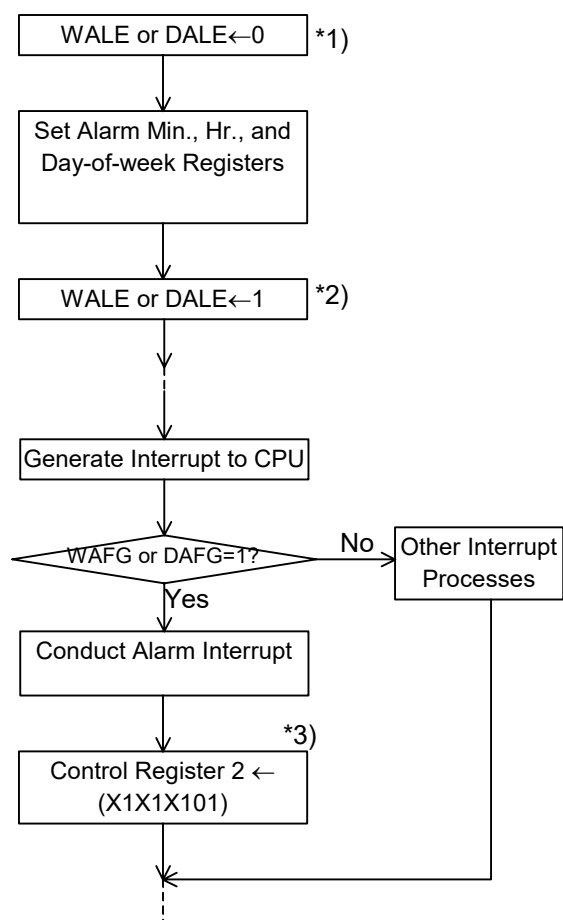 WALE or DALE←0
*1)
Set Alarm Min., Hr., and
Day-of-week Registers
WALE or DALE←1
*2)
Generate Interrupt to CPU
WAFG or DAFG=1?
No
Other Interrupt
Processes
Yes
Conduct Alarm Interrupt
*3)
Control Register 2 ←
(X1X1X101)